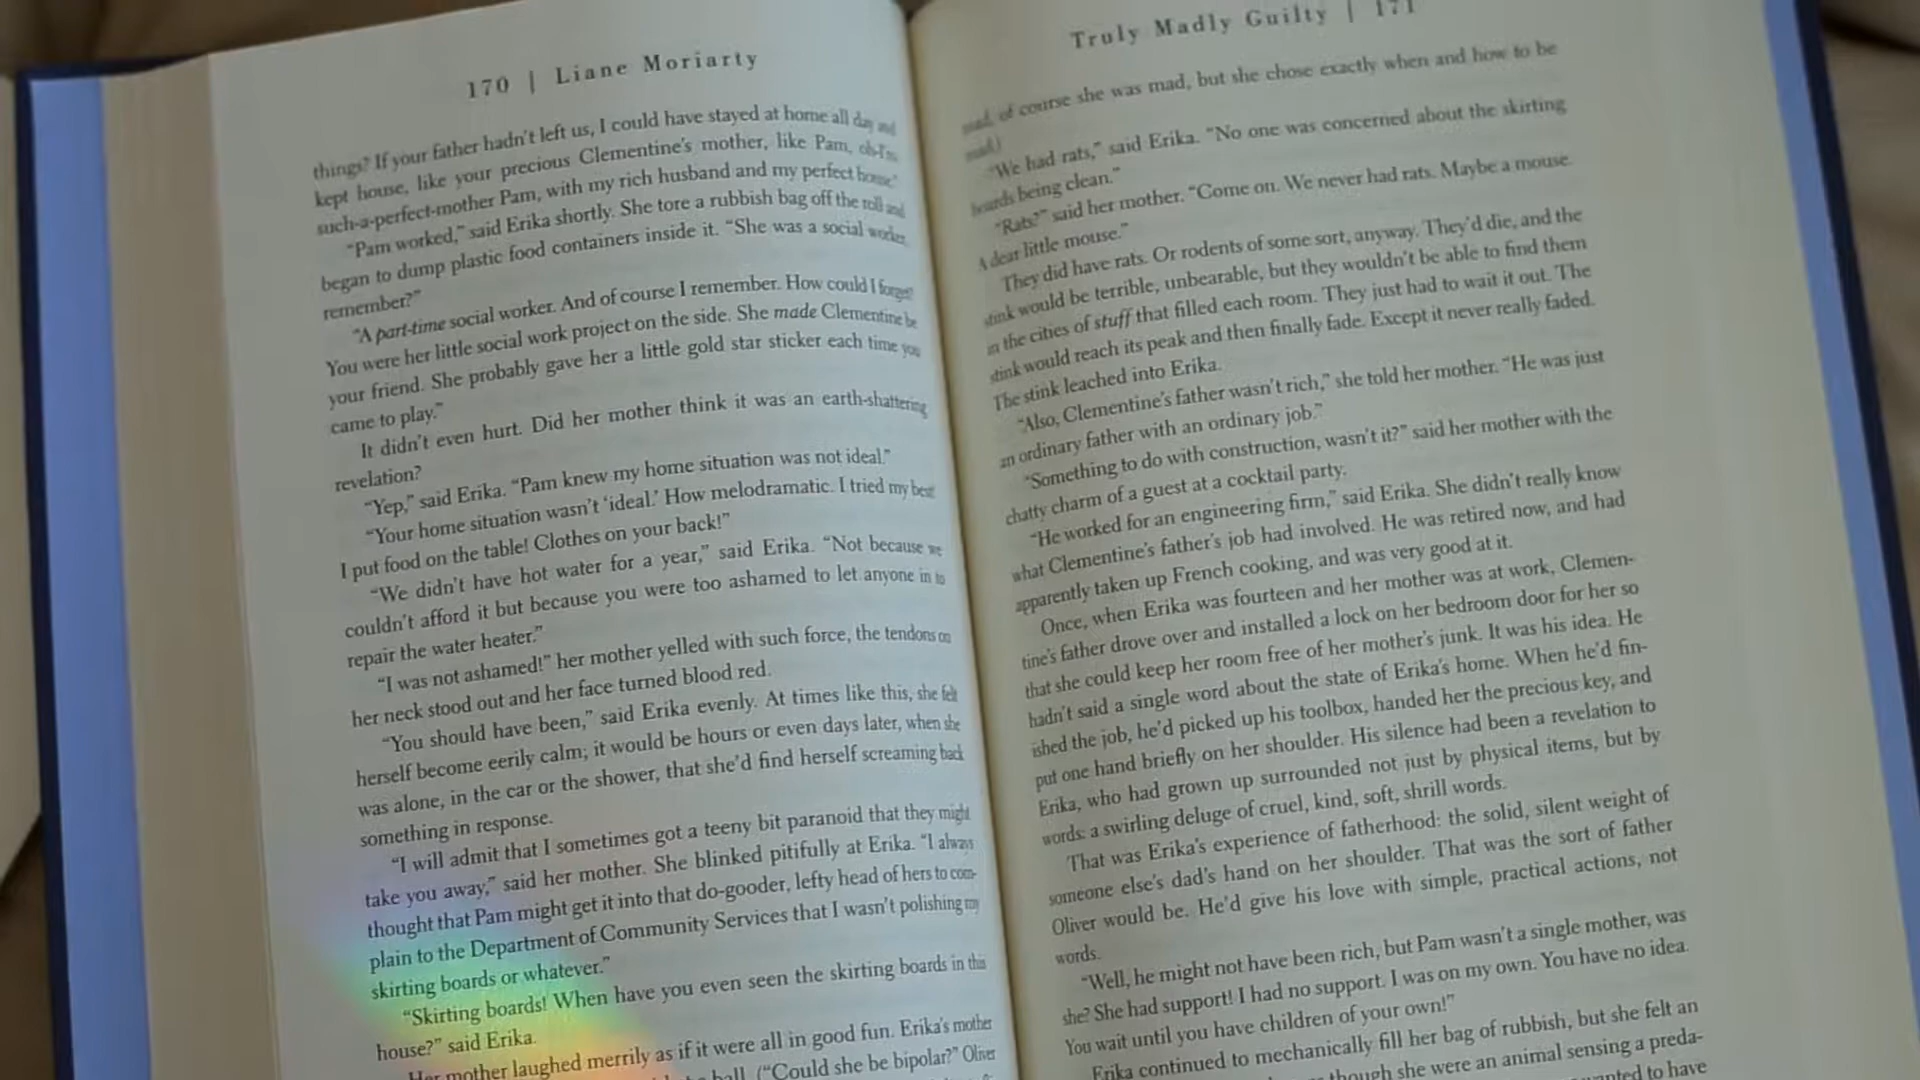 170 | Liane Moriarty
things? If your father hadn't left us, I could have stayed at home all day and
kept house, like your precious Clementine's mother, like Pam, oh-I'm-
such-a-perfect-mother Pam, with my rich husband and my perfect house."
"Pam worked," said Erika shortly. She tore a rubbish bag off the roll and
began to dump plastic food containers inside it. "She was a social worker,
remember?"
"A part-time social worker. And of course I remember. How could I forget?
You were her little social work project on the side. She made Clementine be
your friend. She probably gave her a little gold star sticker each time you
came to play."
It didn't even hurt. Did her mother think it was an earth-shattering
revelation?
"Yep," said Erika. "Pam knew my home situation was not ideal."
"Your home situation wasn't 'ideal.' How melodramatic. I tried my best.
I put food on the table! Clothes on your back!"
"We didn't have hot water for a year," said Erika. "Not because we
couldn't afford it but because you were too ashamed to let anyone in to
repair the water heater."
"I was not ashamed!" her mother yelled with such force, the tendons on
her neck stood out and her face turned blood red.
"You should have been," said Erika evenly. At times like this, she felt
herself become eerily calm; it would be hours or even days later, when she
was alone, in the car or the shower, that she'd find herself screaming back
something in response.
"I will admit that I sometimes got a teeny bit paranoid that they might
take you away," said her mother. She blinked pitifully at Erika. "I always
thought that Pam might get it into that do-gooder, lefty head of hers to com-
plain to the Department of Community Services that I wasn't polishing my
skirting boards or whatever."
"Skirting boards! When have you even seen the skirting boards in this
house?" said Erika.
Her mother laughed merrily as if it were all in good fun. Erika's mother
ball. ("Could she be bipolar?" Oliver
Truly Madly Guilty | 171
mad, of course she was mad, but she chose exactly when and how to be
mad.)
"We had rats," said Erika. "No one was concerned about the skirting
boards being clean."
"Rats?" said her mother. "Come on. We never had rats. Maybe a mouse.
A dear little mouse."
They did have rats. Or rodents of some sort, anyway. They'd die, and the
stink would be terrible, unbearable, but they wouldn't be able to find them
in the cities of stuff that filled each room. They just had to wait it out. The
stink would reach its peak and then finally fade. Except it never really faded.
The stink leached into Erika.
"Also, Clementine's father wasn't rich," she told her mother. "He was just
an ordinary father with an ordinary job."
"Something to do with construction, wasn't it?" said her mother with the
chatty charm of a guest at a cocktail party.
"He worked for an engineering firm," said Erika. She didn't really know
what Clementine's father's job had involved. He was retired now, and had
apparently taken up French cooking, and was very good at it.
Once, when Erika was fourteen and her mother was at work, Clemen-
tine's father drove over and installed a lock on her bedroom door for her so
that she could keep her room free of her mother's junk. It was his idea. He
hadn't said a single word about the state of Erika's home. When he'd fin-
ished the job, he'd picked up his toolbox, handed her the precious key, and
put one hand briefly on her shoulder. His silence had been a revelation to
Erika, who had grown up surrounded not just by physical items, but by
words: a swirling deluge of cruel, kind, soft, shrill words.
That was Erika's experience of fatherhood: the solid, silent weight of
someone else's dad's hand on her shoulder. That was the sort of father
Oliver would be. He'd give his love with simple, practical actions, not
words.
"Well, he might not have been rich, but Pam wasn't a single mother, was
she? She had support! I had no support. I was on my own. You have no idea.
You wait until you have children of your own!"
Erika continued to mechanically fill her bag of rubbish, but she felt an
though she were an animal sensing a preda-
to have